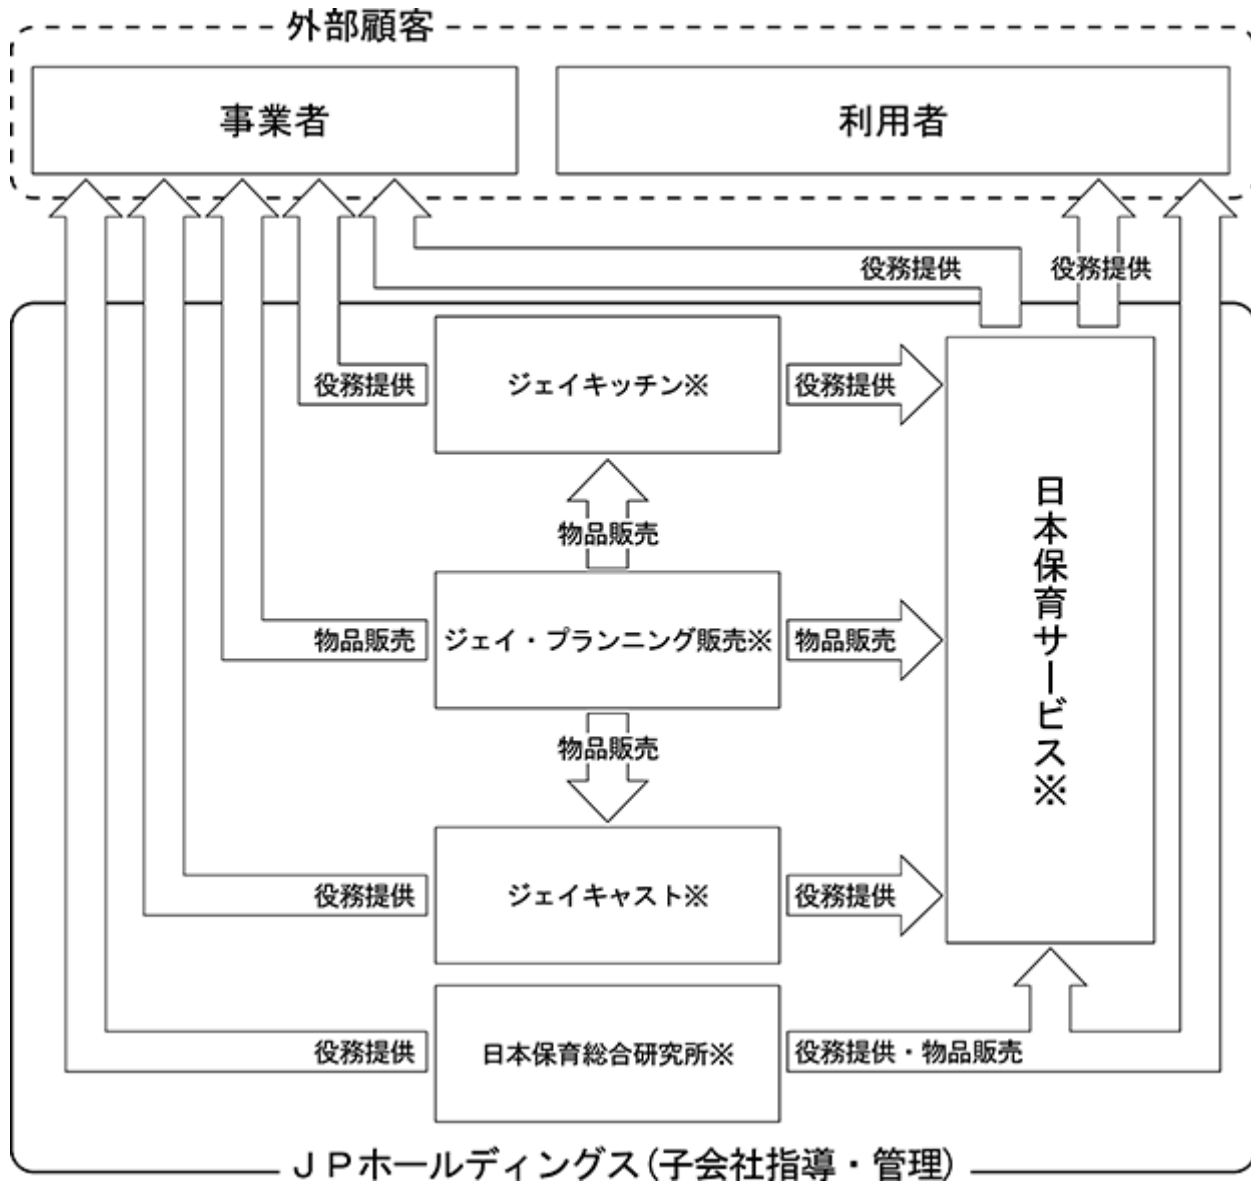 外部顧客
事業者
利用者
役務提供
役務提供
役務提供
ジェイキッチン※
役務提供
物品販売
物品販売
ジェイ・プランニング販売※
物品販売
日本保育サービス※
物品販売
役務提供
ジェイキャスト※
役務提供
役務提供
日本保育総合研究所※
役務提供・物品販売
ＪＰホールディングス(子会社指導・管理)